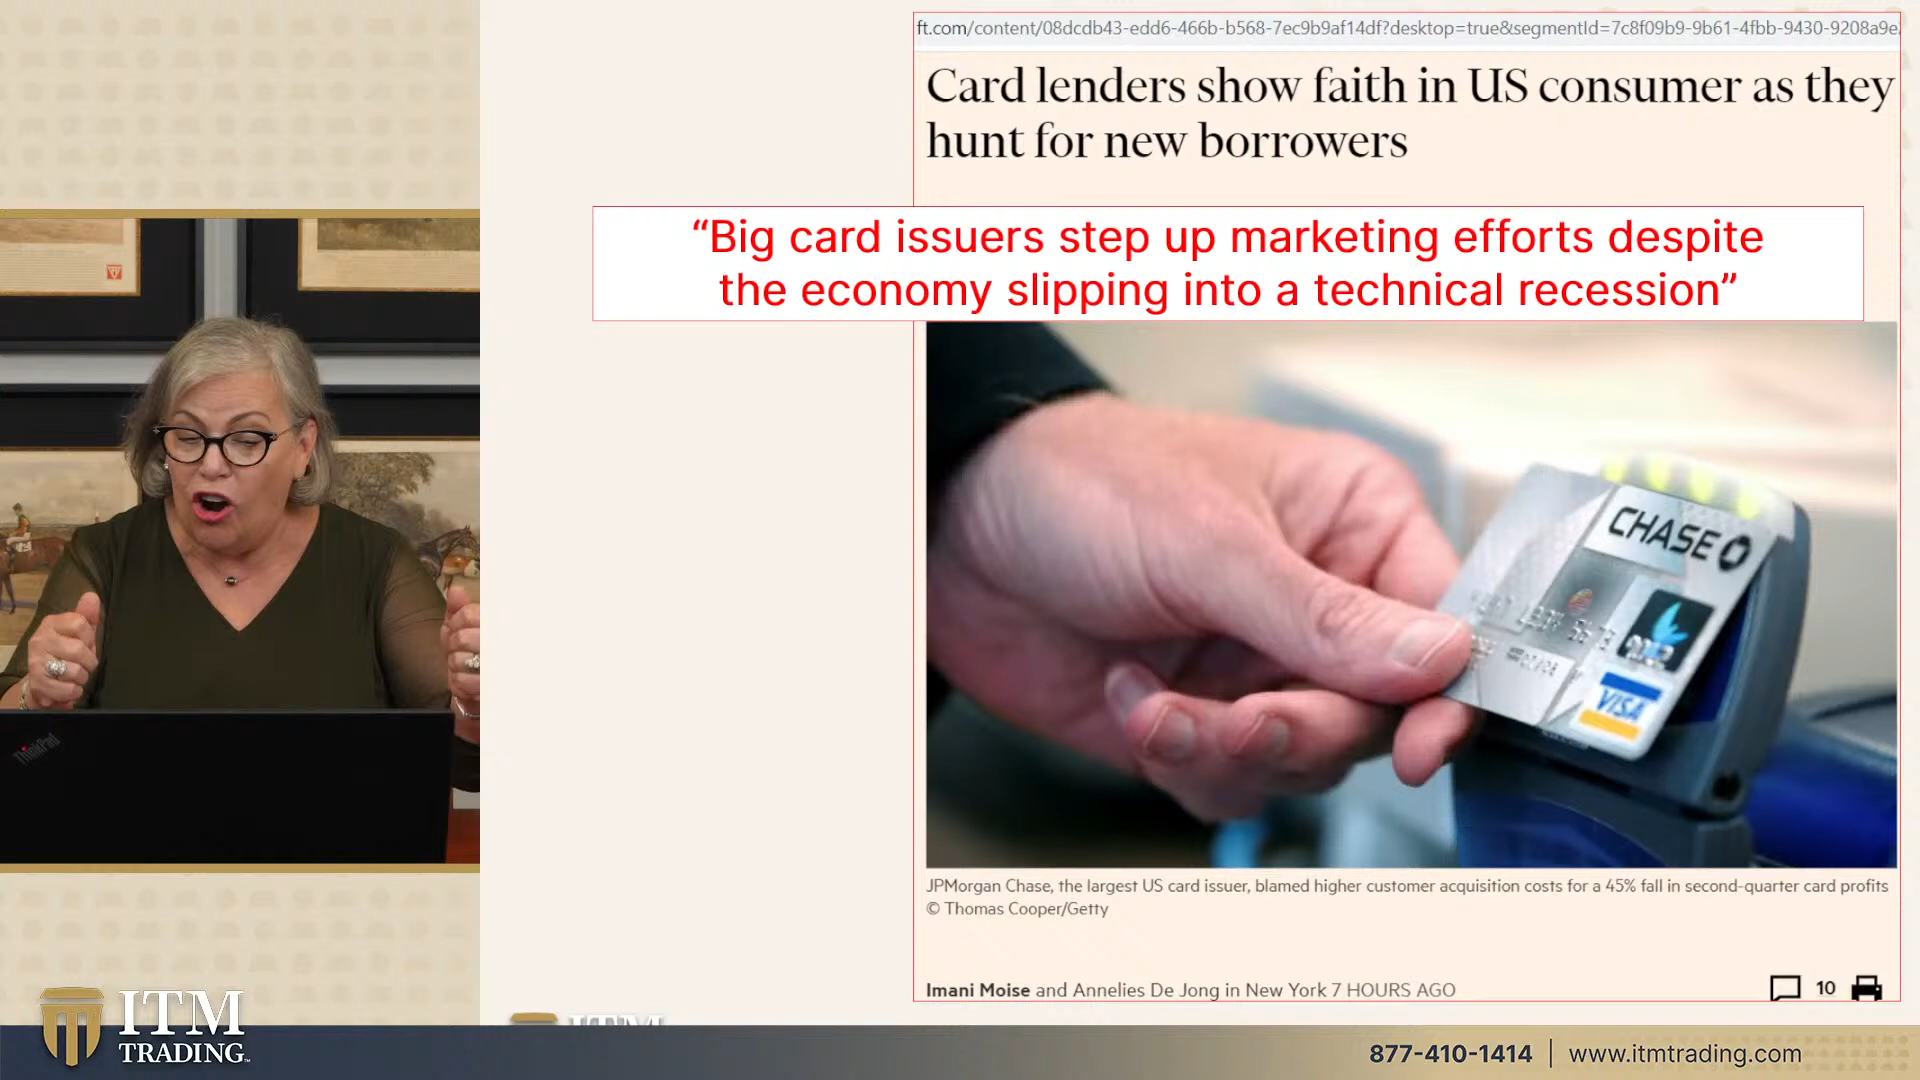 ft.com/content/08dcdb43-edd6-466b-b568-7ec9b9af14df?desktop=true&segmentId=7c8f09b9-9b61-4fbb-9430-9208a9e
Card lenders show faith in US consumer as they
hunt for new borrowers
“Big card issuers step up marketing efforts despite
the economy slipping into a technical recession”
CHASE
VISA
ThinkPad
JPMorgan Chase, the largest US card issuer, blamed higher customer acquisition costs for a 45% fall in second-quarter card profits
© Thomas Cooper/Getty
Imani Moise and Annelies De Jong in New York 7 HOURS AGO
10
ITM
TRADING
ITM
877-410-1414 | www.itmtrading.com